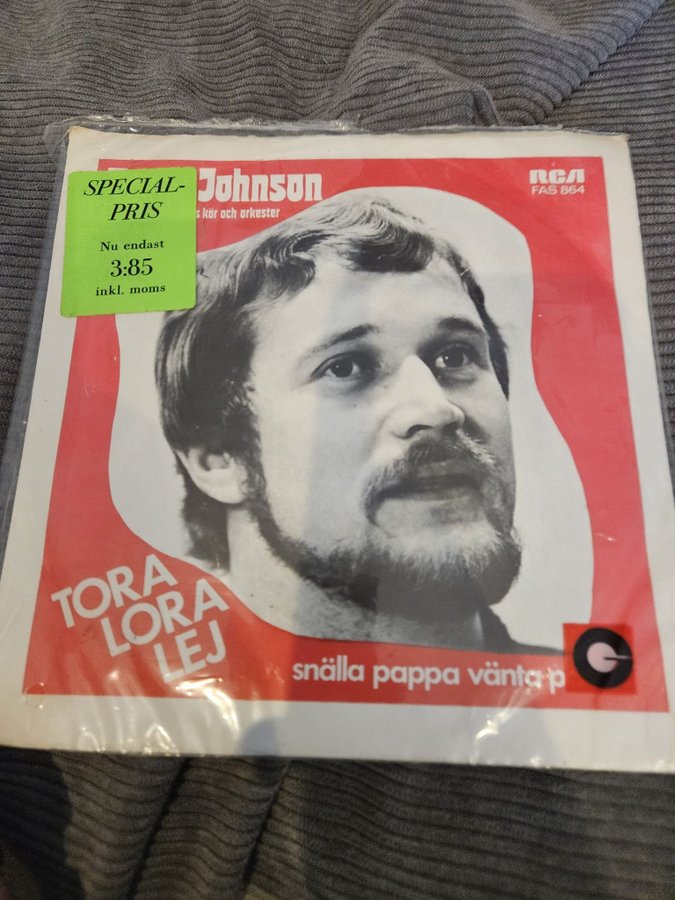 SPECIAL-
PRIS
Nu endast
3:85
inkl. moms
Johnson
kör och orkester
RCA
FAS 864
TORA
LORA
LEJ
snälla pappa vänta